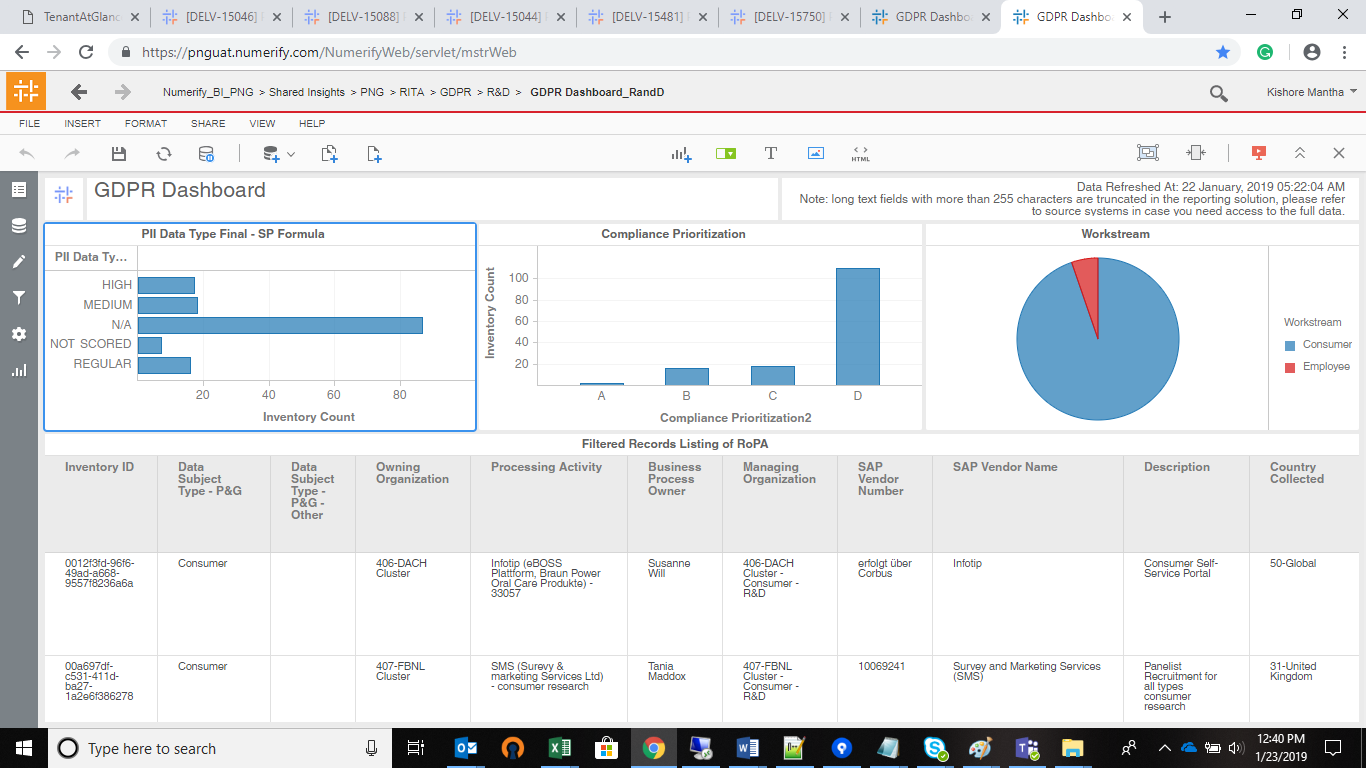 TenantAtGlanc
[DELV-15046]
[DELV-15088]
[DELV-15044]
[DELV-15481]
[DELV-15750]
GDPR Dashbo
GDPR Dashbo
https://pnguat.numerify.com/NumerifyWeb/servlet/mstrWeb
Numerify_BI_PNG > Shared Insights > PNG > RITA > GDPR > R&D > GDPR Dashboard_RandD
Kishore Mantha
FILE INSERT FORMAT SHARE VIEW HELP
HTML
GDPR Dashboard
Data Refreshed At: 22 January, 2019 05:22:04 AM
Note: long text fields with more than 255 characters are truncated in the reporting solution, please refer
to source systems in case you need access to the full data.
PII Data Type Final - SP Formula
PII Data Ty...
HIGH
MEDIUM
N/A
NOT SCORED
REGULAR
20 40 60 80
Inventory Count
Compliance Prioritization
Inventory Count
100
80
60
40
20
A B C D
Compliance Prioritization2
Workstream
Workstream
Consumer
Employee
Filtered Records Listing of RoPA
Inventory ID
Data
Subject
Type - P&G
Data
Subject
Type -
P&G -
Other
Owning
Organization
Processing Activity
Business
Process
Owner
Managing
Organization
SAP
Vendor
Number
SAP Vendor Name
Description
Country
Collected
0012f3fd-96f6-
49ad-a668-
9557f8236a6a
Consumer
406-DACH
Cluster
Infotip (eBOSS
Plattform, Braun Power
Oral Care Produkte) -
33057
Susanne
Will
406-DACH
Cluster -
Consumer -
R&D
erfolgt über
Corbus
Infotip
Consumer Self-
Service Portal
50-Global
00a697df-
c531-411d-
ba27-
1a2e6f386278
Consumer
407-FBNL
Cluster
SMS (Surevy &
marketing Services Ltd)
- consumer research
Tania
Maddox
407-FBNL
Cluster -
Consumer -
R&D
10069241
Survey and Marketing Services
(SMS)
Panelist
Recruitment for
all types
consumer
research
31-United
Kingdom
Type here to search
12:40 PM
1/23/2019